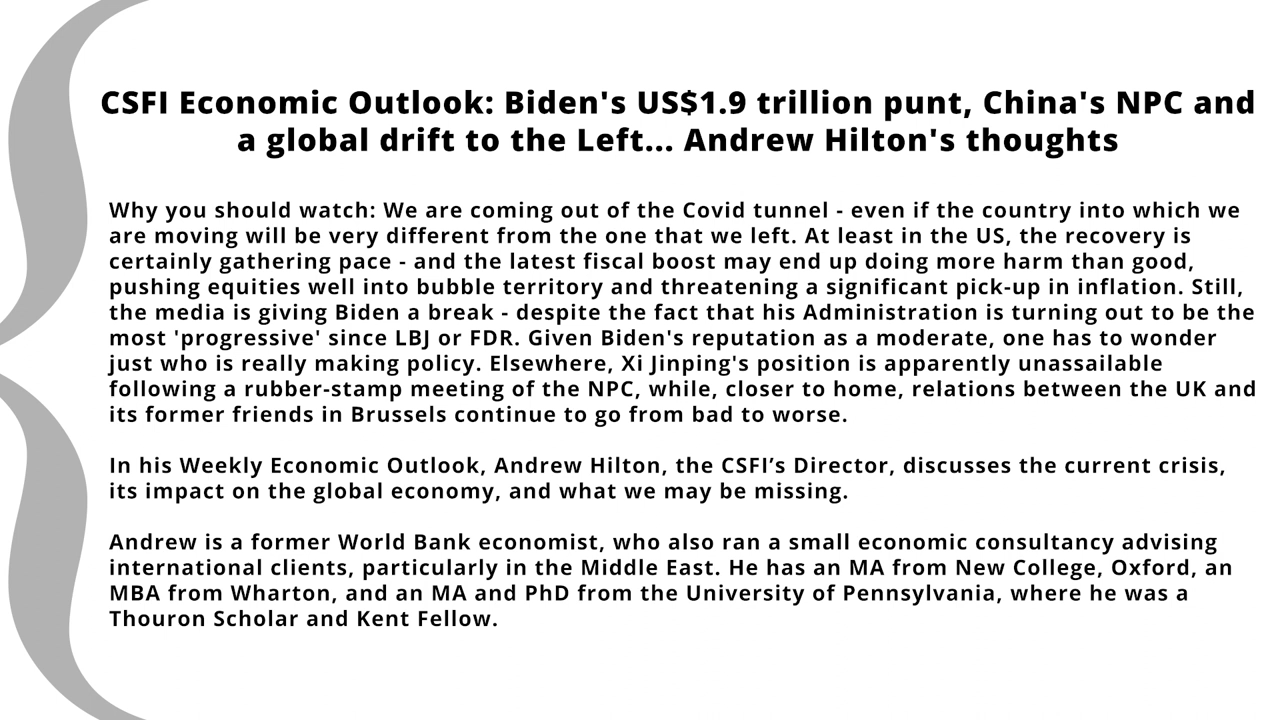 CSFI Economic Outlook: Biden's US$1.9 trillion punt, China's NPC and
a global drift to the Left... Andrew Hilton's thoughts
Why you should watch: We are coming out of the Covid tunnel - even if the country into which we
are moving will be very different from the one that we left. At least in the US, the recovery is
certainly gathering pace - and the latest fiscal boost may end up doing more harm than good,
pushing equities well into bubble territory and threatening a significant pick-up in inflation. Still,
the media is giving Biden a break - despite the fact that his Administration is turning out to be the
most 'progressive' since LBJ or FDR. Given Biden's reputation as a moderate, one has to wonder
just who is really making policy. Elsewhere, Xi Jinping's position is apparently unassailable
following a rubber-stamp meeting of the NPC, while, closer to home, relations between the UK and
its former friends in Brussels continue to go from bad to worse.
In his Weekly Economic Outlook, Andrew Hilton, the CSFI’s Director, discusses the current crisis,
its impact on the global economy, and what we may be missing.
Andrew is a former World Bank economist, who also ran a small economic consultancy advising
international clients, particularly in the Middle East. He has an MA from New College, Oxford, an
MBA from Wharton, and an MA and PhD from the University of Pennsylvania, where he was a
Thouron Scholar and Kent Fellow.